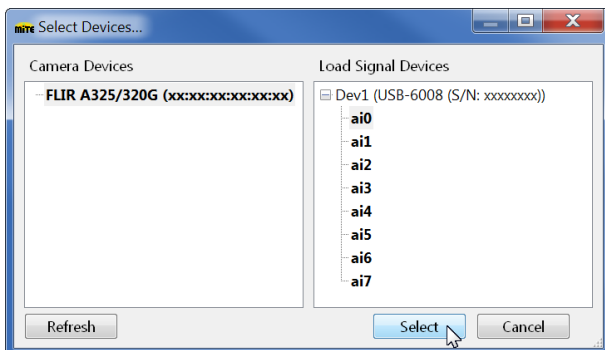 miTE Select Devices...
Camera Devices
FLIR A325/320G (xx:xx:xx:xx:xx:xx)
Load Signal Devices
Dev1 (USB-6008 (S/N: xxxxxxxx))
ai0
ai1
ai2
ai3
ai4
ai5
ai6
ai7
Refresh
Select
Cancel